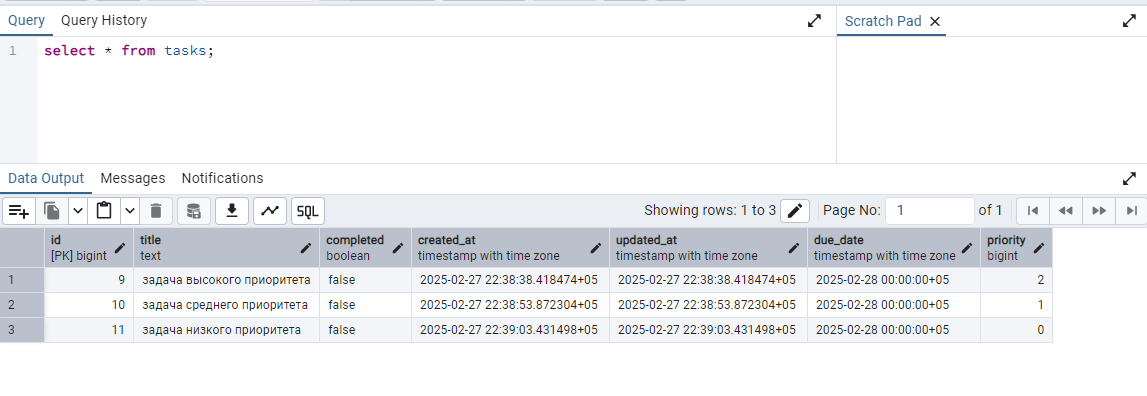 Query Query History Scratch Pad
1 select * from tasks;
Data Output Messages Notifications
SQL Showing rows: 1 to 3 Page No: 1 of 1
id title completed created_at updated_at due_date priority
[PK] bigint text boolean timestamp with time zone timestamp with time zone timestamp with time zone bigint
1 9 задача высокого приоритета false 2025-02-27 22:38:38.418474+05 2025-02-27 22:38:38.418474+05 2025-02-28 00:00:00+05 2
2 10 задача среднего приоритета false 2025-02-27 22:38:53.872304+05 2025-02-27 22:38:53.872304+05 2025-02-28 00:00:00+05 1
3 11 задача низкого приоритета false 2025-02-27 22:39:03.431498+05 2025-02-27 22:39:03.431498+05 2025-02-28 00:00:00+05 0